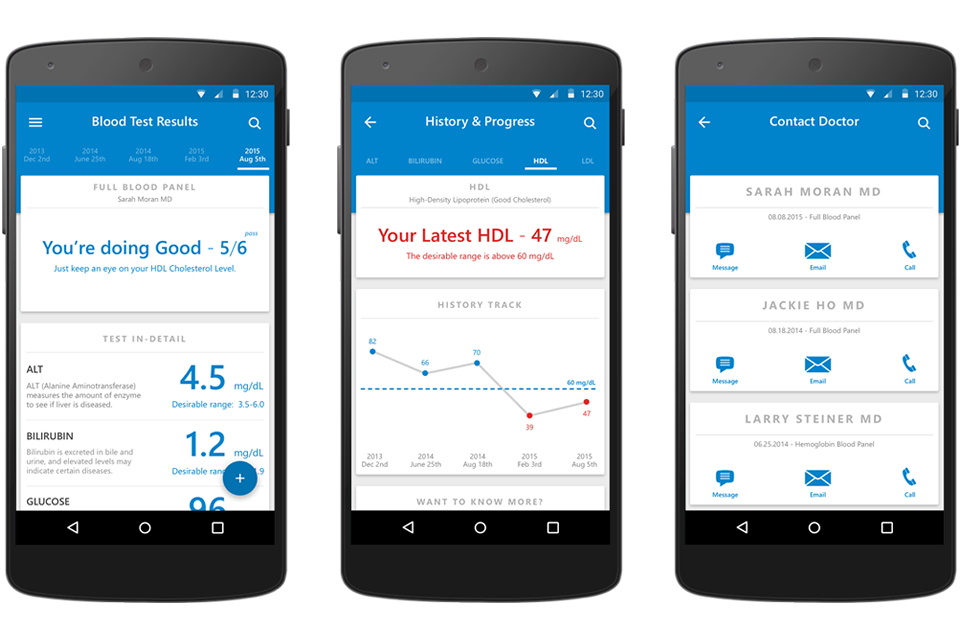 12:30
Blood Test Results
2013 2014 2014 2015 2015
Dec 2nd June 25th Aug 18th Feb 3rd Aug 5th
FULL BLOOD PANEL
Sarah Moran MD
pass
You're doing Good - 5/6
Just keep an eye on your HDL Cholesterol Level.
TEST IN-DETAIL
ALT
ALT (Alanine Aminotransferase)
measures the amount of enzyme
to see if liver is diseased.
4.5 mg/dL
Desirable range: 3.5-6.0
BILIRUBIN
Bilirubin is excreted in bile and
urine, and elevated levels may
indicate certain diseases.
1.2 mg/dL
Desirable
+
GLUCOSE
96
12:30
History & Progress
ALT BILIRUBIN GLUCOSE HDL LDL
HDL
High-Density Lipoprotein (Good Cholesterol)
Your Latest HDL - 47 mg/dL
The desirable range is above 60 mg/dL
HISTORY TRACK
82
66
70
60 mg/dL
39
47
2013 2014 2014 2015 2015
Dec 2nd June 25th Aug 18th Feb 3rd Aug 5th
WANT TO KNOW MORE?
12:30
Contact Doctor
SARAH MORAN MD
08.08.2015 - Full Blood Panel
Message Email Call
JACKIE HO MD
08.18.2014 - Full Blood Panel
Message Email Call
LARRY STEINER MD
06.25.2014 - Hemoglobin Blood Panel
Message Email Call